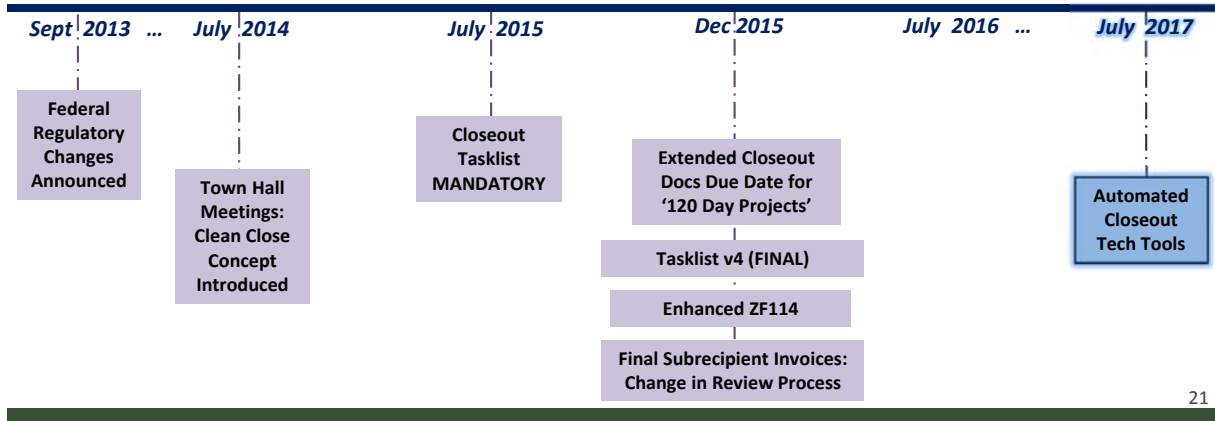 Sept 2013 ... July 2014 July 2015 Dec 2015 July 2016 ... July 2017
Federal
Regulatory
Changes
Announced
Town Hall
Meetings:
Clean Close
Concept
Introduced
Closeout
Tasklist
MANDATORY
Extended Closeout
Docs Due Date for
‘120 Day Projects’
Tasklist v4 (FINAL)
Enhanced ZF114
Final Subrecipient Invoices:
Change in Review Process
Automated
Closeout
Tech Tools
21